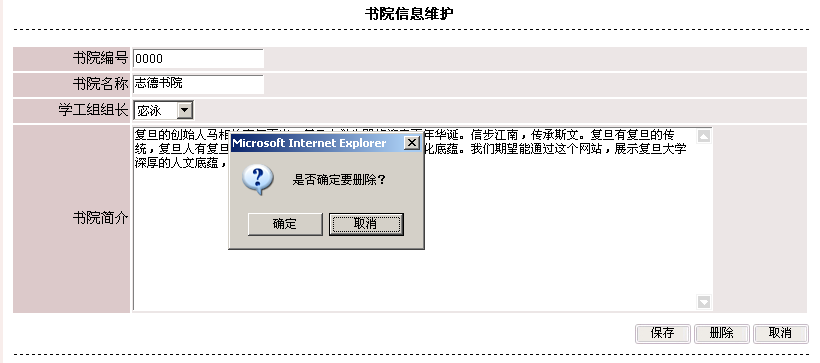 书院信息维护
书院编号 0000
书院名称 志德书院
学工组组长 宓泳
书院简介
复旦的创始人马相 年华诞。信步江南，传承斯文。复旦有复旦的传
统，复旦人有复旦 化底蕴。我们期望能通过这个网站，展示复旦大学
深厚的人文底蕴，
Microsoft Internet Explorer
是否确定要删除？
确定 取消
保存 删除 取消